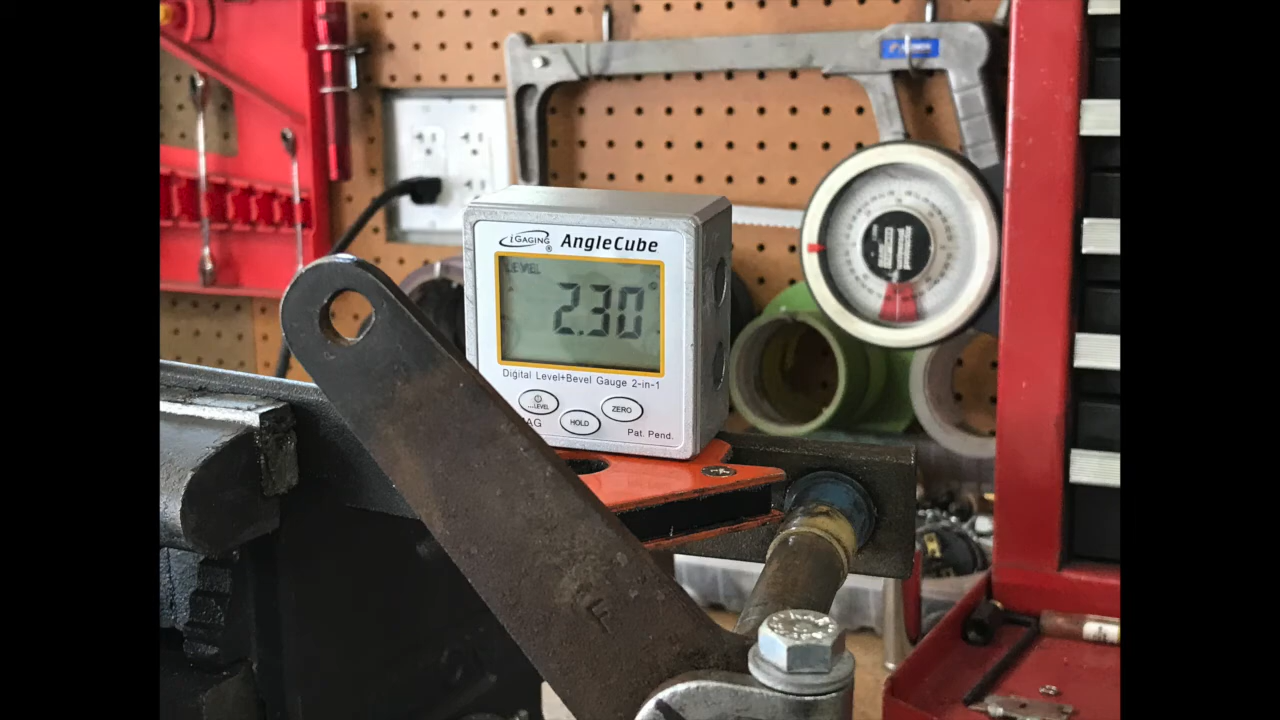 iGAGING®
AngleCube
LEVEL
2.30°
Digital Level+Bevel Gauge 2-in-1
...LEVEL
HOLD
ZERO
AG
Pat. Pend.